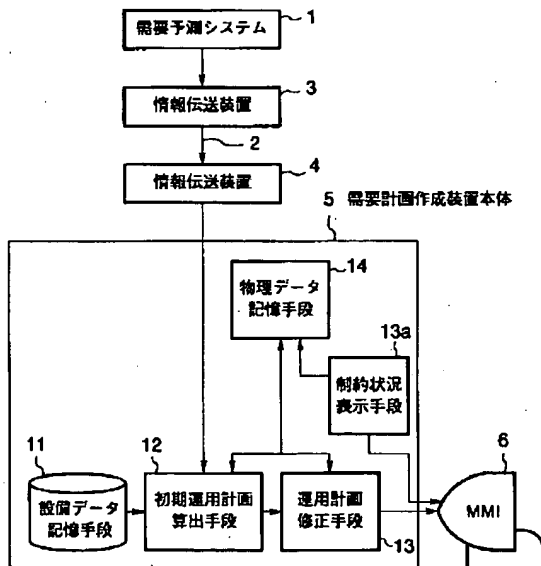 需要予測システム
1
情報伝送装置
3
2
情報伝送装置
4
5 需要計画作成装置本体
物理データ
記憶手段
14
制約状況
表示手段
13a
設備データ
記憶手段
11
初期運用計画
算出手段
12
運用計画
修正手段
13
MMI
6